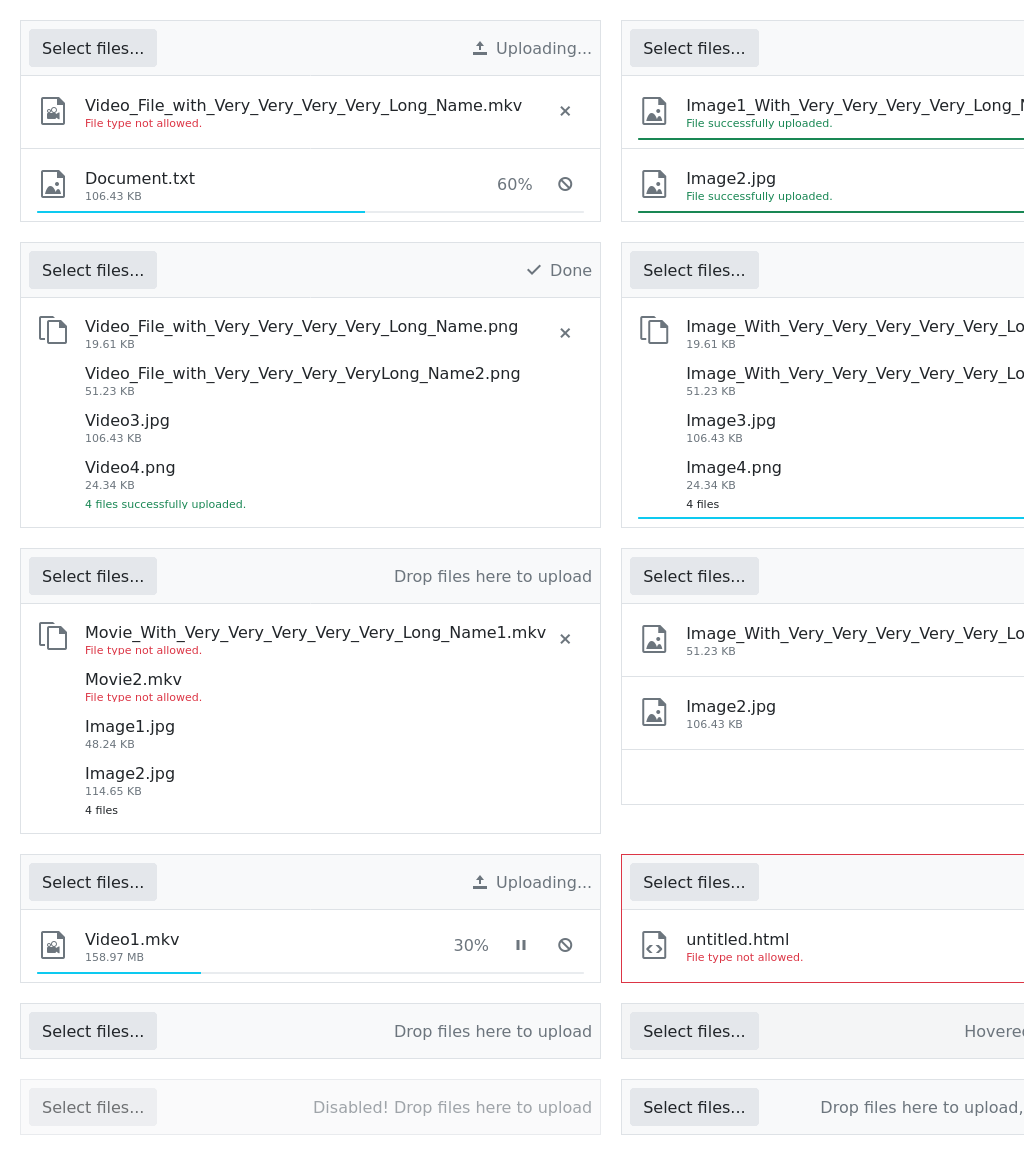 Select files...
Uploading...
Video_File_with_Very_Very_Very_Very_Long_Name.mkv
File type not allowed.
Document.txt
106.43 KB
60%
Select files...
Image1_With_Very_Very_Very_Very_Long_N
File successfully uploaded.
Image2.jpg
File successfully uploaded.
Select files...
Done
Video_File_with_Very_Very_Very_Very_Long_Name.png
19.61 KB
Video_File_with_Very_Very_Very_VeryLong_Name2.png
51.23 KB
Video3.jpg
106.43 KB
Video4.png
24.34 KB
4 files successfully uploaded.
Select files...
Image_With_Very_Very_Very_Very_Very_Lo
19.61 KB
Image_With_Very_Very_Very_Very_Very_Lo
51.23 KB
Image3.jpg
106.43 KB
Image4.png
24.34 KB
4 files
Select files...
Drop files here to upload
Movie_With_Very_Very_Very_Very_Very_Long_Name1.mkv
File type not allowed.
Movie2.mkv
File type not allowed.
Image1.jpg
48.24 KB
Image2.jpg
114.65 KB
4 files
Select files...
Image_With_Very_Very_Very_Very_Very_Lo
51.23 KB
Image2.jpg
106.43 KB
Select files...
Uploading...
Video1.mkv
158.97 MB
30%
Select files...
untitled.html
File type not allowed.
Select files...
Drop files here to upload
Select files...
Hovered
Select files...
Disabled! Drop files here to upload
Select files...
Drop files here to upload,